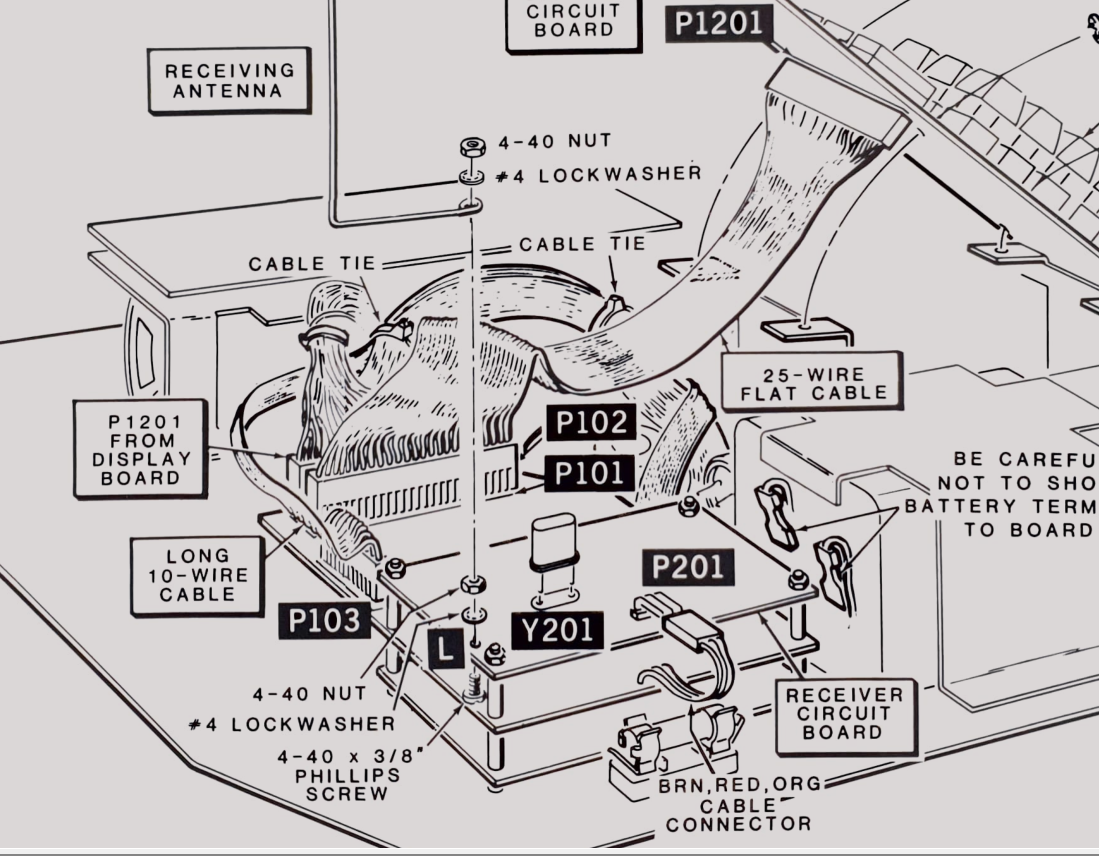 CIRCUIT
BOARD
P1201
RECEIVING
ANTENNA
4-40 NUT
#4 LOCKWASHER
CABLE TIE
CABLE TIE
25-WIRE
FLAT CABLE
P1201
FROM
DISPLAY
BOARD
P102
P101
BE CAREFU
NOT TO SHO
BATTERY TERM
TO BOARD
LONG
10-WIRE
CABLE
P201
P103
L
Y201
4-40 NUT
#4 LOCKWASHER
4-40 x 3/8"
PHILLIPS
SCREW
RECEIVER
CIRCUIT
BOARD
BRN,RED,ORG
CABLE
CONNECTOR